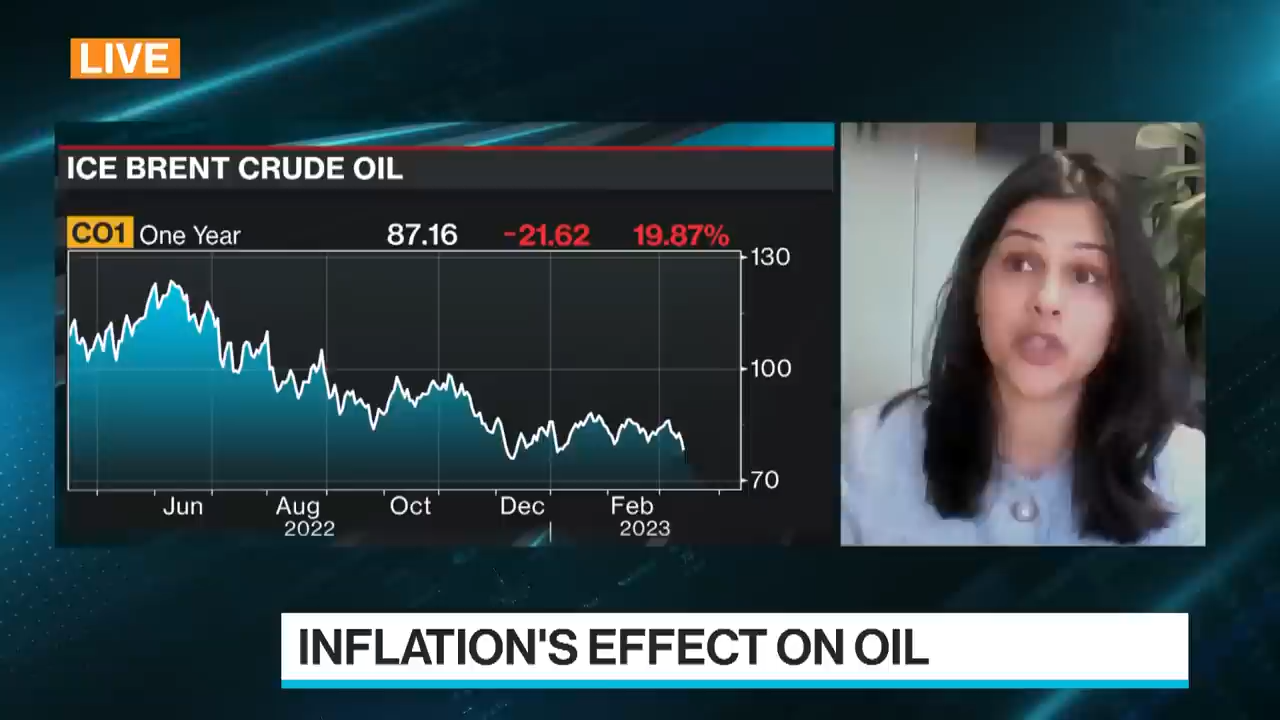 LIVE
ICE BRENT CRUDE OIL
CO1 One Year 87.16 -21.62 19.87%
130
100
70
Jun Aug Oct Dec Feb
2022 2023
INFLATION'S EFFECT ON OIL